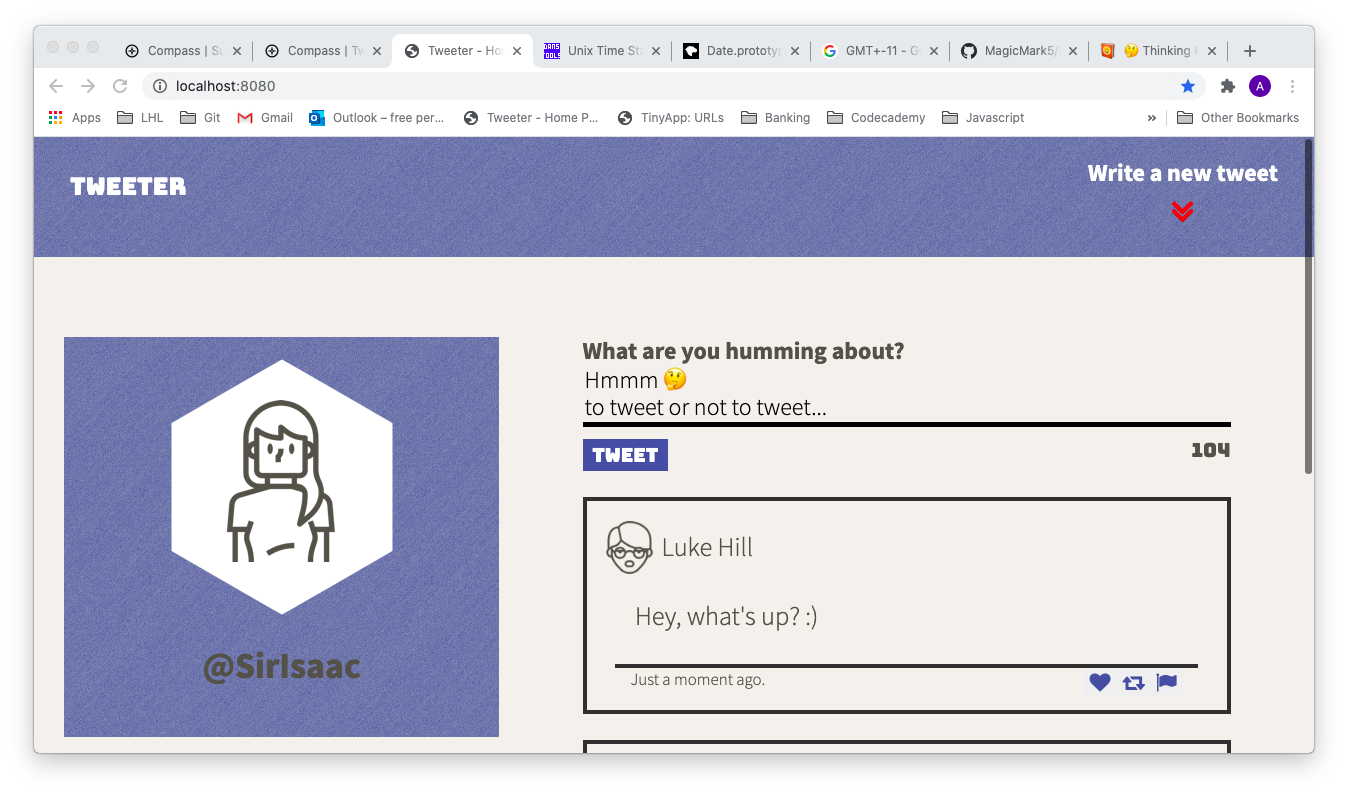 Compass | Su
Compass | Tw
Tweeter - Ho
Unix Time Sta
Date.prototyp
GMT+-11 - G
MagicMark5/
🤔 Thinking F
localhost:8080
A
Apps
LHL
Git
Gmail
Outlook – free per...
Tweeter - Home P...
TinyApp: URLs
Banking
Codecademy
Javascript
»
Other Bookmarks
TWEETER
Write a new tweet
What are you humming about?
Hmmm 🤔
to tweet or not to tweet...
TWEET
104
Luke Hill
Hey, what's up? :)
Just a moment ago.
@SirIsaac